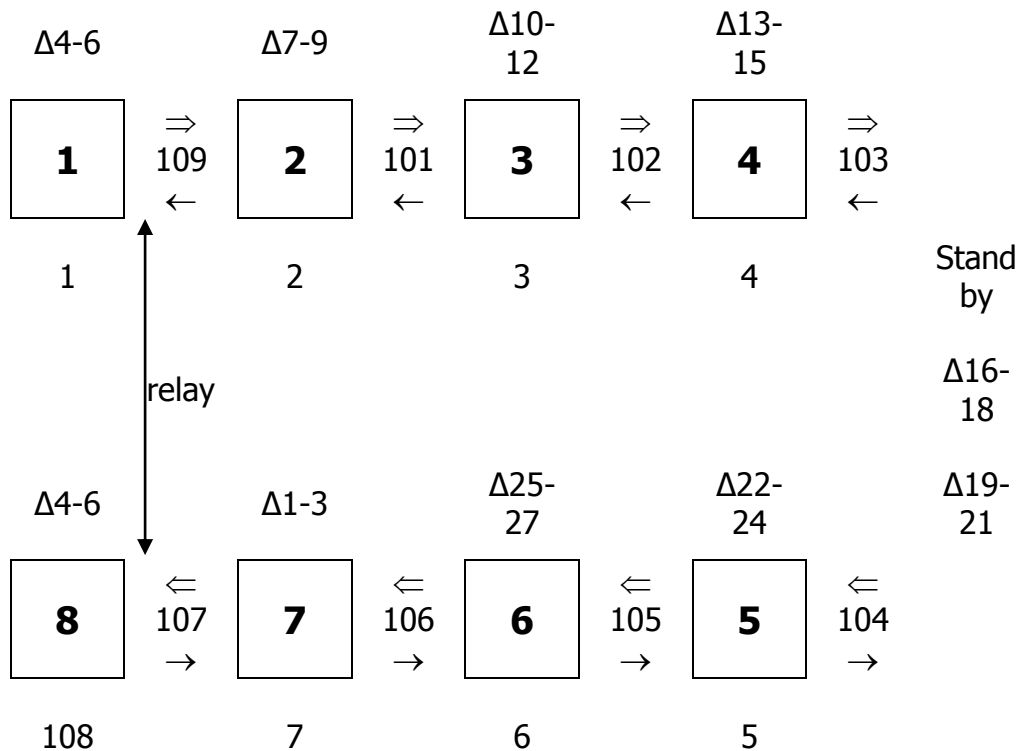 Δ4-6 Δ7-9 Δ10-12 Δ13-15
⇒ ⇒ ⇒ ⇒
1 109 2 101 3 102 4 103
← ← ← ←
1 2 3 4
Stand
by
Δ16-
18
relay
Δ4-6 Δ1-3 Δ25-27 Δ22-24 Δ19-21
⇐ ⇐ ⇐ ⇐
8 107 7 106 6 105 5 104
→ → → →
108 7 6 5